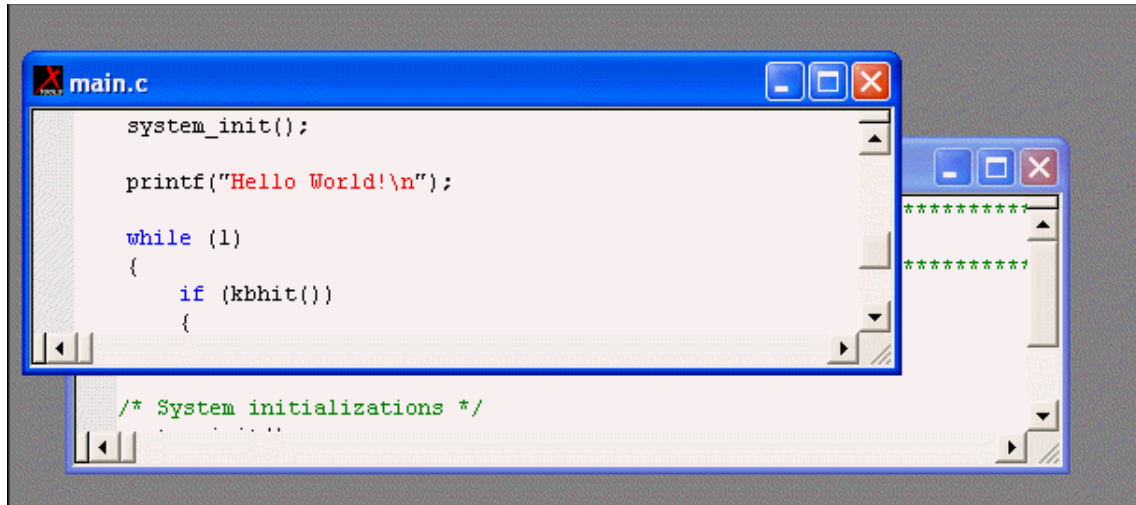 main.c
system_init();
printf("Hello World!\n");
while (1)
{
if (kbhit())
{
**********
**********
/* System initializations */